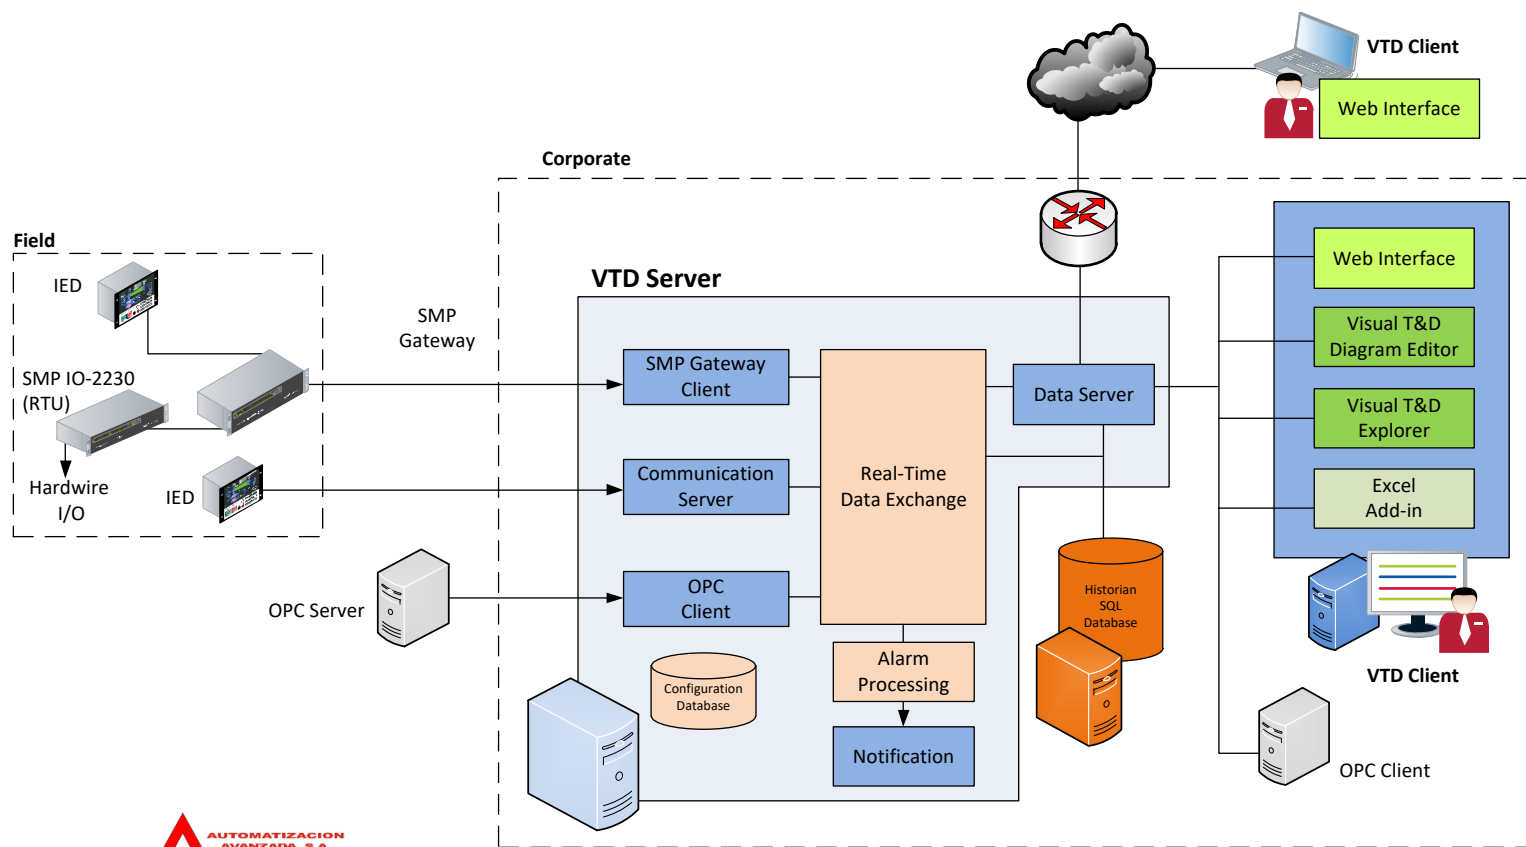 VTD Client
Web Interface
Corporate
Field
IED
SMP IO-2230
(RTU)
Hardwire
I/O
IED
SMP
Gateway
OPC Server
VTD Server
SMP Gateway
Client
Communication
Server
OPC
Client
Configuration
Database
Real-Time
Data Exchange
Alarm
Processing
Notification
Data Server
Historian
SQL
Database
Web Interface
Visual T&D
Diagram Editor
Visual T&D
Explorer
Excel
Add-in
VTD Client
OPC Client
AUTOMATIZACION
AVANZADA S.A